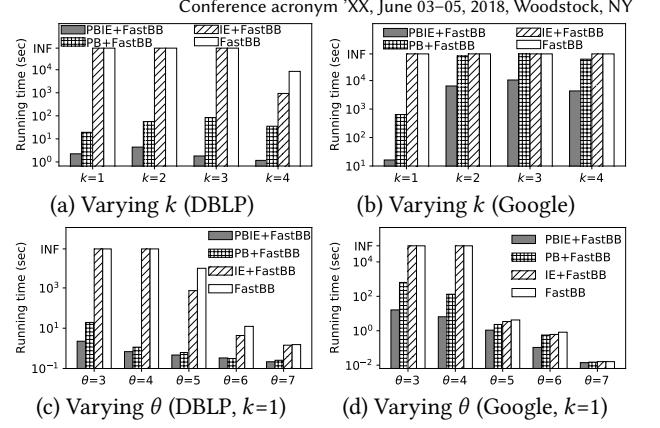 Conference acronym 'XX, June 03–05, 2018, Woodstock, NY
PBIE+FastBB
IE+FastBB
PB+FastBB
FastBB
Running time (sec)
INF
10^4
10^3
10^2
10^1
10^0
k=1 k=2 k=3 k=4
(a) Varying k (DBLP)
PBIE+FastBB
IE+FastBB
PB+FastBB
FastBB
Running time (sec)
INF
10^4
10^3
10^2
10^1
k=1 k=2 k=3 k=4
(b) Varying k (Google)
PBIE+FastBB
PB+FastBB
IE+FastBB
FastBB
Running time (sec)
INF
10^3
10^1
10^−1
θ=3 θ=4 θ=5 θ=6 θ=7
(c) Varying θ (DBLP, k=1)
PBIE+FastBB
PB+FastBB
IE+FastBB
FastBB
Running time (sec)
INF
10^4
10^2
10^0
10^−2
θ=3 θ=4 θ=5 θ=6 θ=7
(d) Varying θ (Google, k=1)